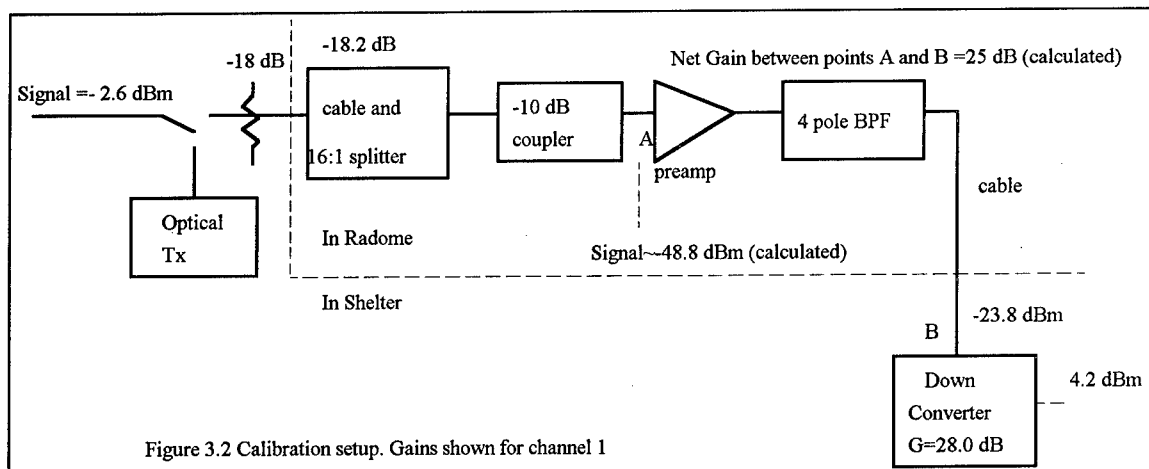 -18.2 dB
-18 dB
Net Gain between points A and B =25 dB (calculated)
Signal =- 2.6 dBm
cable and
16:1 splitter
-10 dB
coupler
A
preamp
4 pole BPF
cable
Optical
Tx
In Radome
Signal~-48.8 dBm (calculated)
In Shelter
-23.8 dBm
B
Down
Converter
G=28.0 dB
4.2 dBm
Figure 3.2 Calibration setup. Gains shown for channel 1